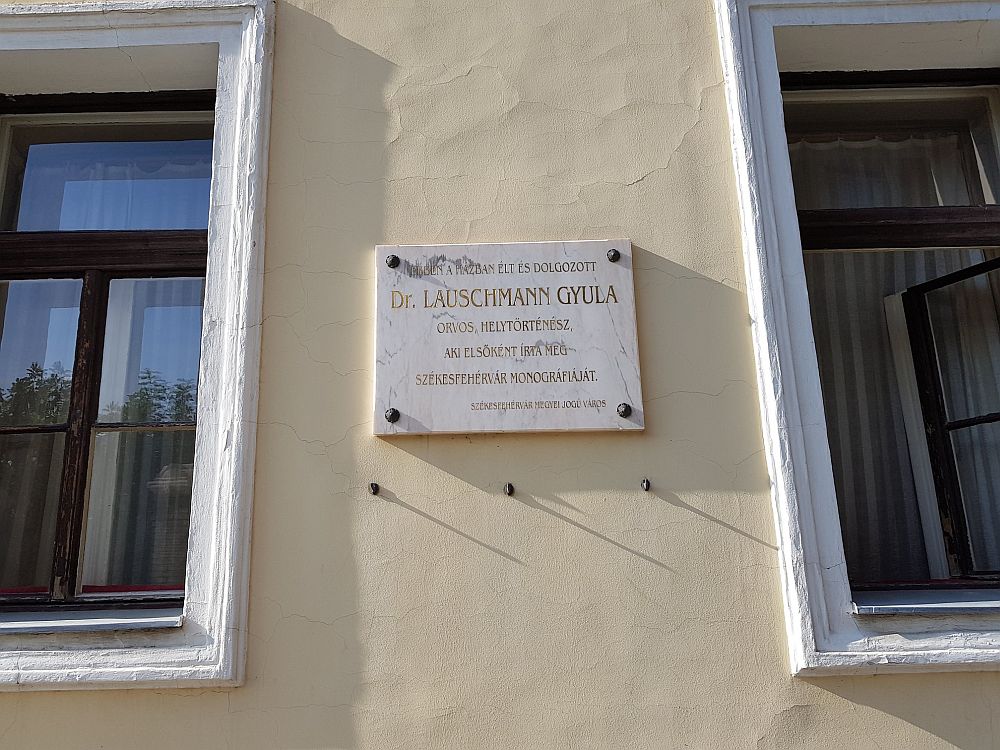 EBBEN A HÁZBAN ÉLT ÉS DOLGOZOTT
Dr. LAUSCHMANN GYULA
ORVOS, HELYTÖRTÉNÉSZ,
AKI ELSŐKÉNT ÍRTA MEG
SZÉKESFEHÉRVÁR MONOGRÁFIÁJÁT.
SZÉKESFEHÉRVÁR MEGYEI JOGÚ VÁROS